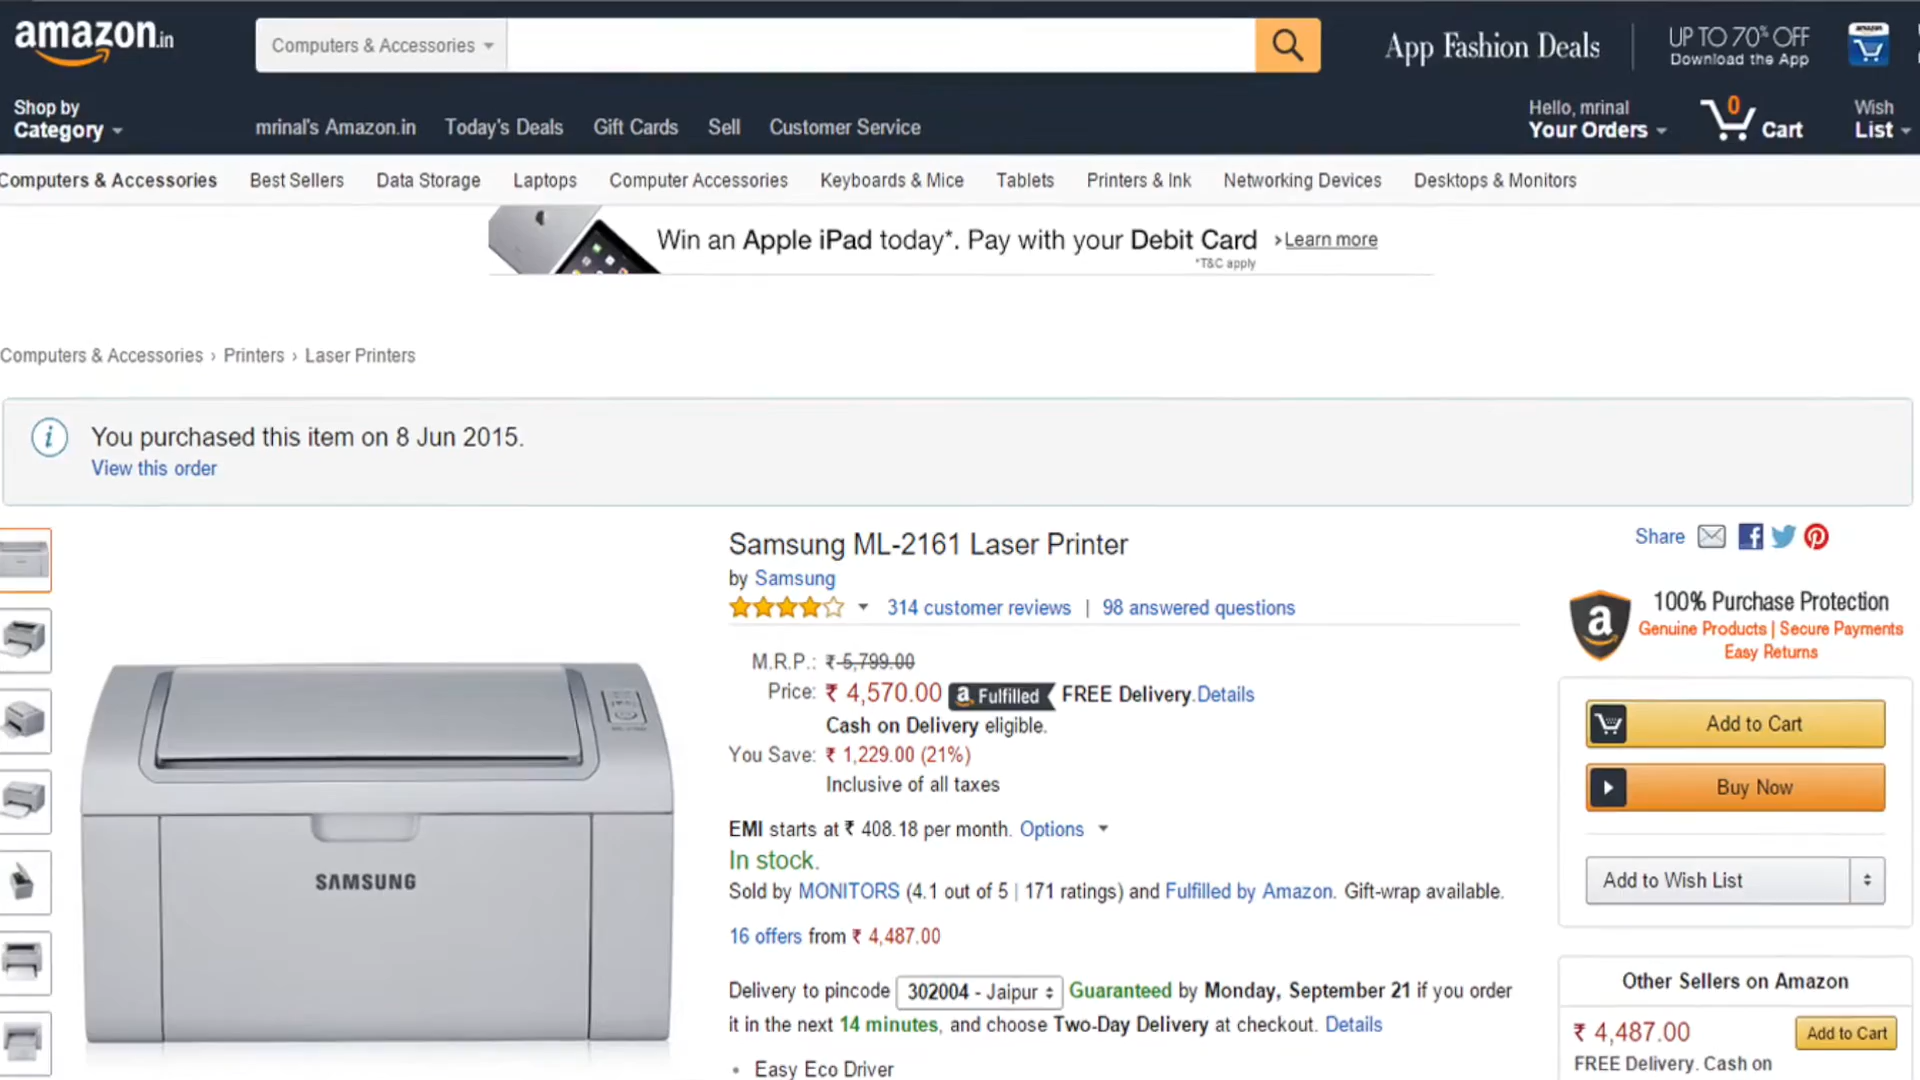 amazon.in
Computers & Accessories
App Fashion Deals
UP TO 70% OFF
Download the App
Shop by
Category
mrinal's Amazon.in
Today's Deals
Gift Cards
Sell
Customer Service
Hello, mrinal
Your Orders
0
Cart
Wish
List
Computers & Accessories
Best Sellers
Data Storage
Laptops
Computer Accessories
Keyboards & Mice
Tablets
Printers & Ink
Networking Devices
Desktops & Monitors
Win an Apple iPad today*. Pay with your Debit Card › Learn more
*T&C apply
Computers & Accessories › Printers › Laser Printers
You purchased this item on 8 Jun 2015.
View this order
Samsung ML-2161 Laser Printer
by Samsung
314 customer reviews | 98 answered questions
M.R.P.: ₹ 5,799.00
Price: ₹ 4,570.00 a Fulfilled FREE Delivery.Details
Cash on Delivery eligible.
You Save: ₹ 1,229.00 (21%)
Inclusive of all taxes
EMI starts at ₹ 408.18 per month. Options
In stock.
Sold by MONITORS (4.1 out of 5 | 171 ratings) and Fulfilled by Amazon. Gift-wrap available.
16 offers from ₹ 4,487.00
Delivery to pincode 302004 - Jaipur Guaranteed by Monday, September 21 if you order
it in the next 14 minutes, and choose Two-Day Delivery at checkout. Details
• Easy Eco Driver
SAMSUNG
Share
100% Purchase Protection
Genuine Products | Secure Payments
Easy Returns
Add to Cart
Buy Now
Add to Wish List
Other Sellers on Amazon
₹ 4,487.00
Add to Cart
FREE Delivery. Cash on